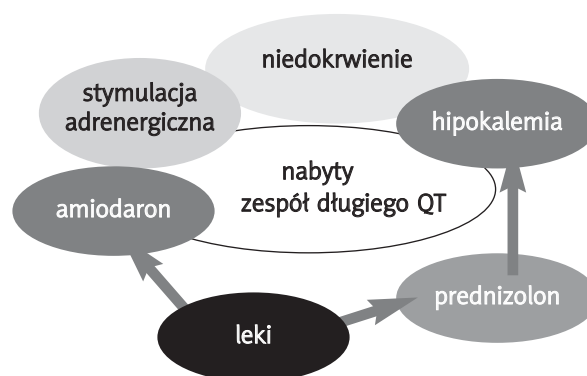 niedokrwienie
stymulacja
adrenergiczna
hipokalemia
nabyty
zespół długiego QT
amiodaron
prednizolon
leki